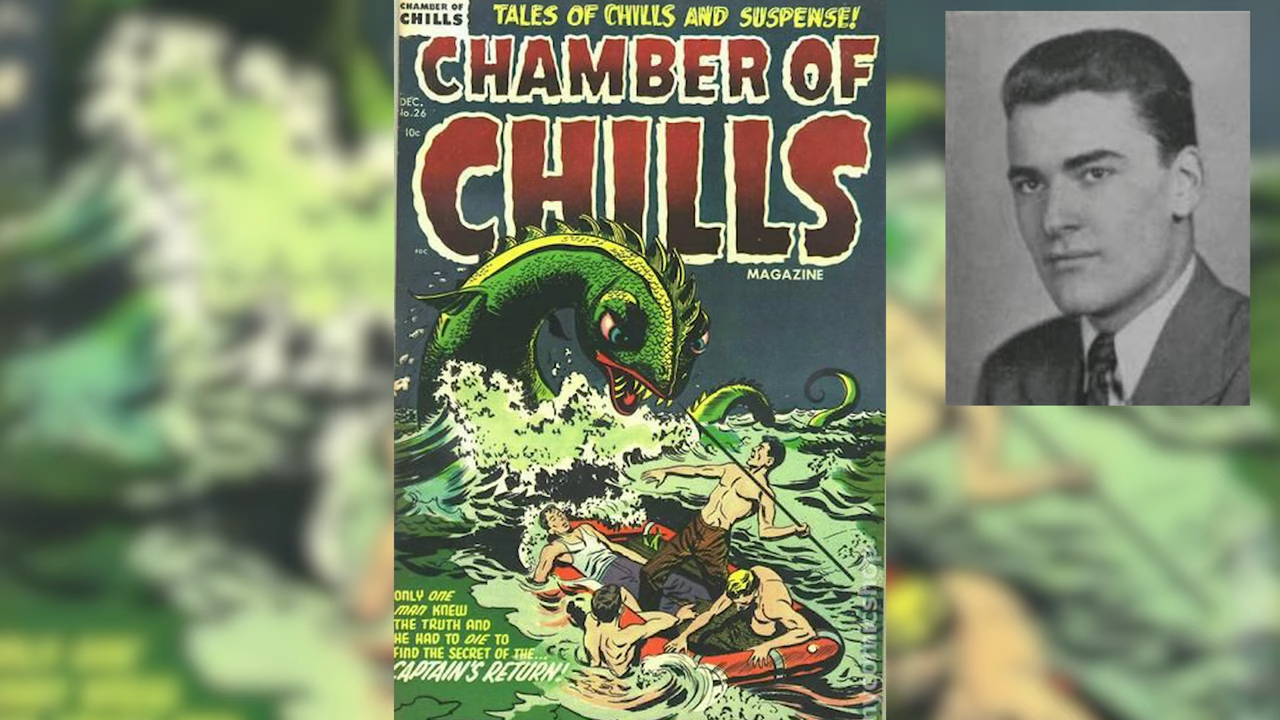 CHAMBER OF
CHILLS
TALES OF CHILLS AND SUSPENSE!
CHAMBER OF
CHILLS
MAGAZINE
DEC.
No.26
10c
ONLY ONE
MAN KNEW
THE TRUTH AND
HE HAD TO DIE TO
FIND THE SECRET OF THE...
CAPTAIN'S RETURN!